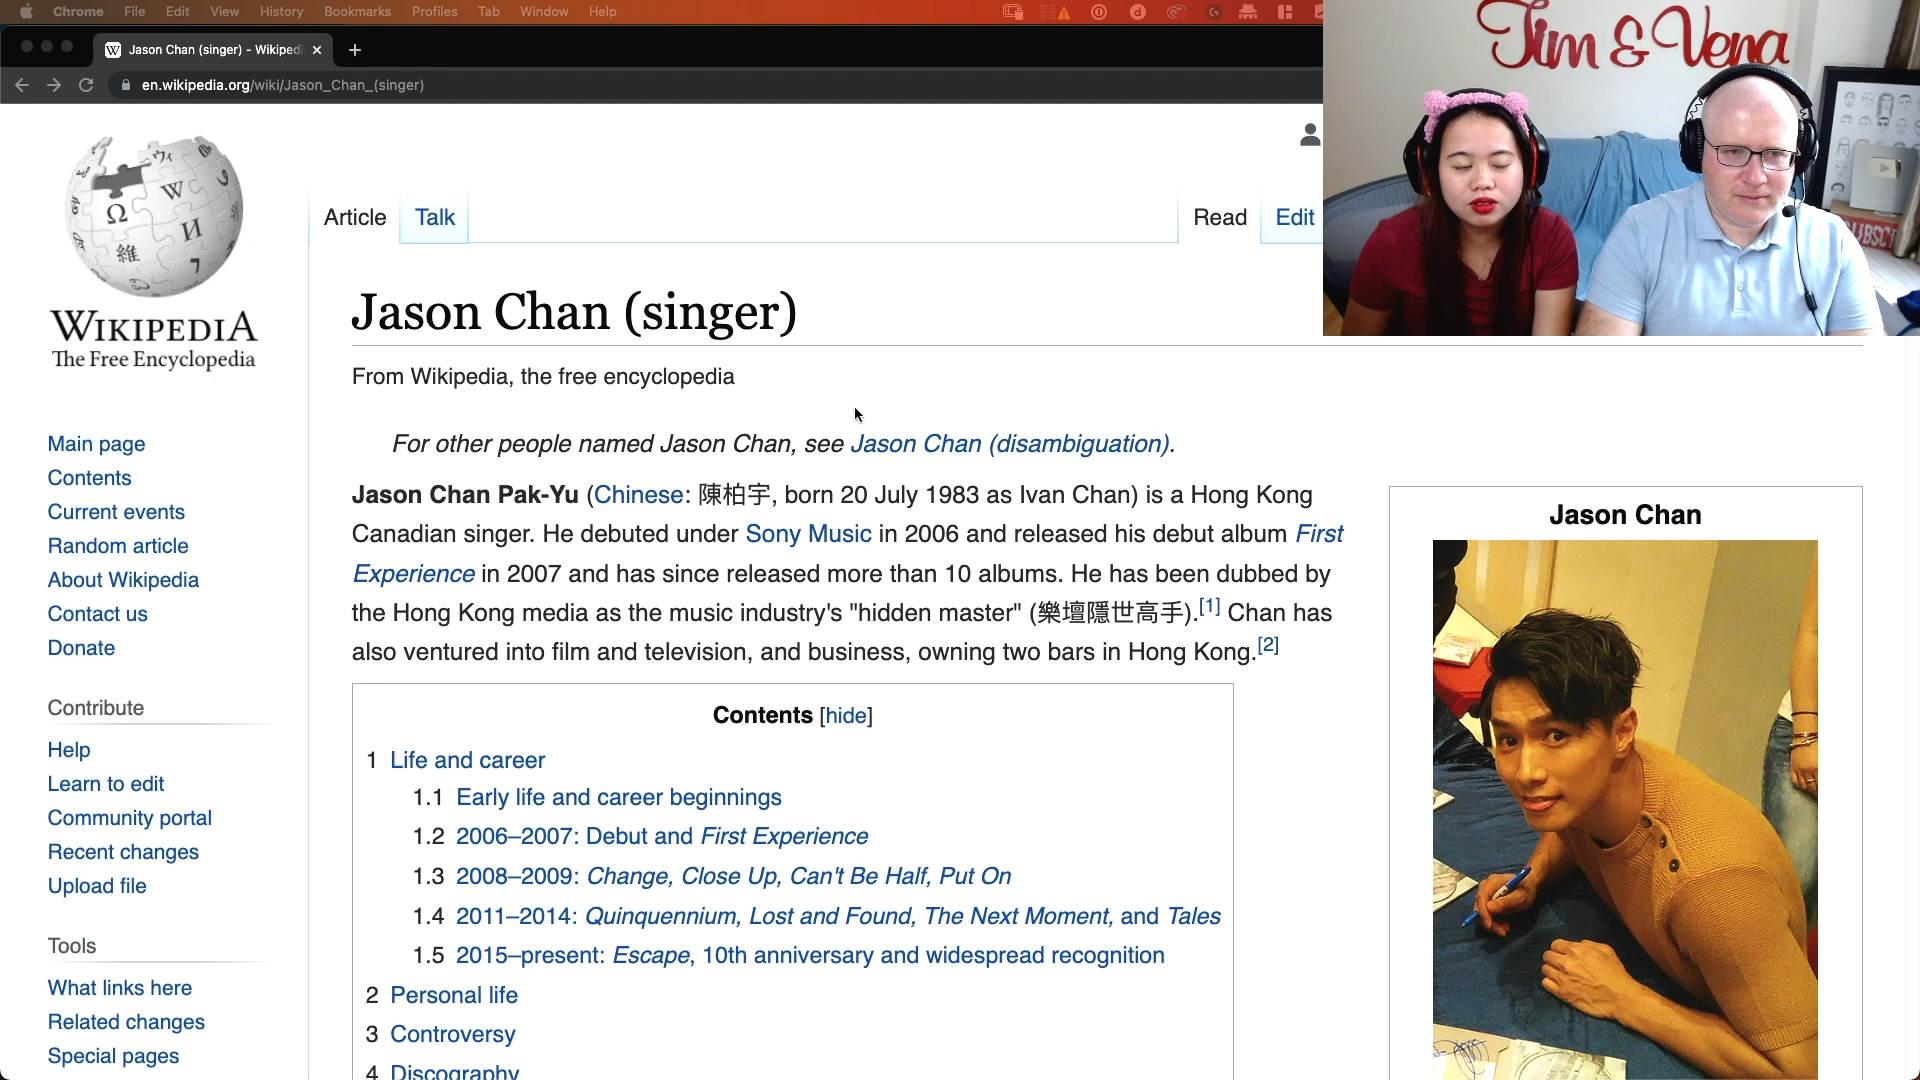 Chrome File Edit View History Bookmarks Profiles Tab Window Help
Jason Chan (singer) - Wikipedi
en.wikipedia.org/wiki/Jason_Chan_(singer)
Tim & Vena
WIKIPEDIA
The Free Encyclopedia
Article Talk Read Edit
Jason Chan (singer)
From Wikipedia, the free encyclopedia
For other people named Jason Chan, see Jason Chan (disambiguation).
Jason Chan Pak-Yu (Chinese: 陳柏宇, born 20 July 1983 as Ivan Chan) is a Hong Kong
Canadian singer. He debuted under Sony Music in 2006 and released his debut album First
Experience in 2007 and has since released more than 10 albums. He has been dubbed by
the Hong Kong media as the music industry's "hidden master" (樂壇隱世高手).[1] Chan has
also ventured into film and television, and business, owning two bars in Hong Kong.[2]
Jason Chan
Contents [hide]
1 Life and career
1.1 Early life and career beginnings
1.2 2006–2007: Debut and First Experience
1.3 2008–2009: Change, Close Up, Can't Be Half, Put On
1.4 2011–2014: Quinquennium, Lost and Found, The Next Moment, and Tales
1.5 2015–present: Escape, 10th anniversary and widespread recognition
2 Personal life
3 Controversy
4 Discography
Main page
Contents
Current events
Random article
About Wikipedia
Contact us
Donate
Contribute
Help
Learn to edit
Community portal
Recent changes
Upload file
Tools
What links here
Related changes
Special pages